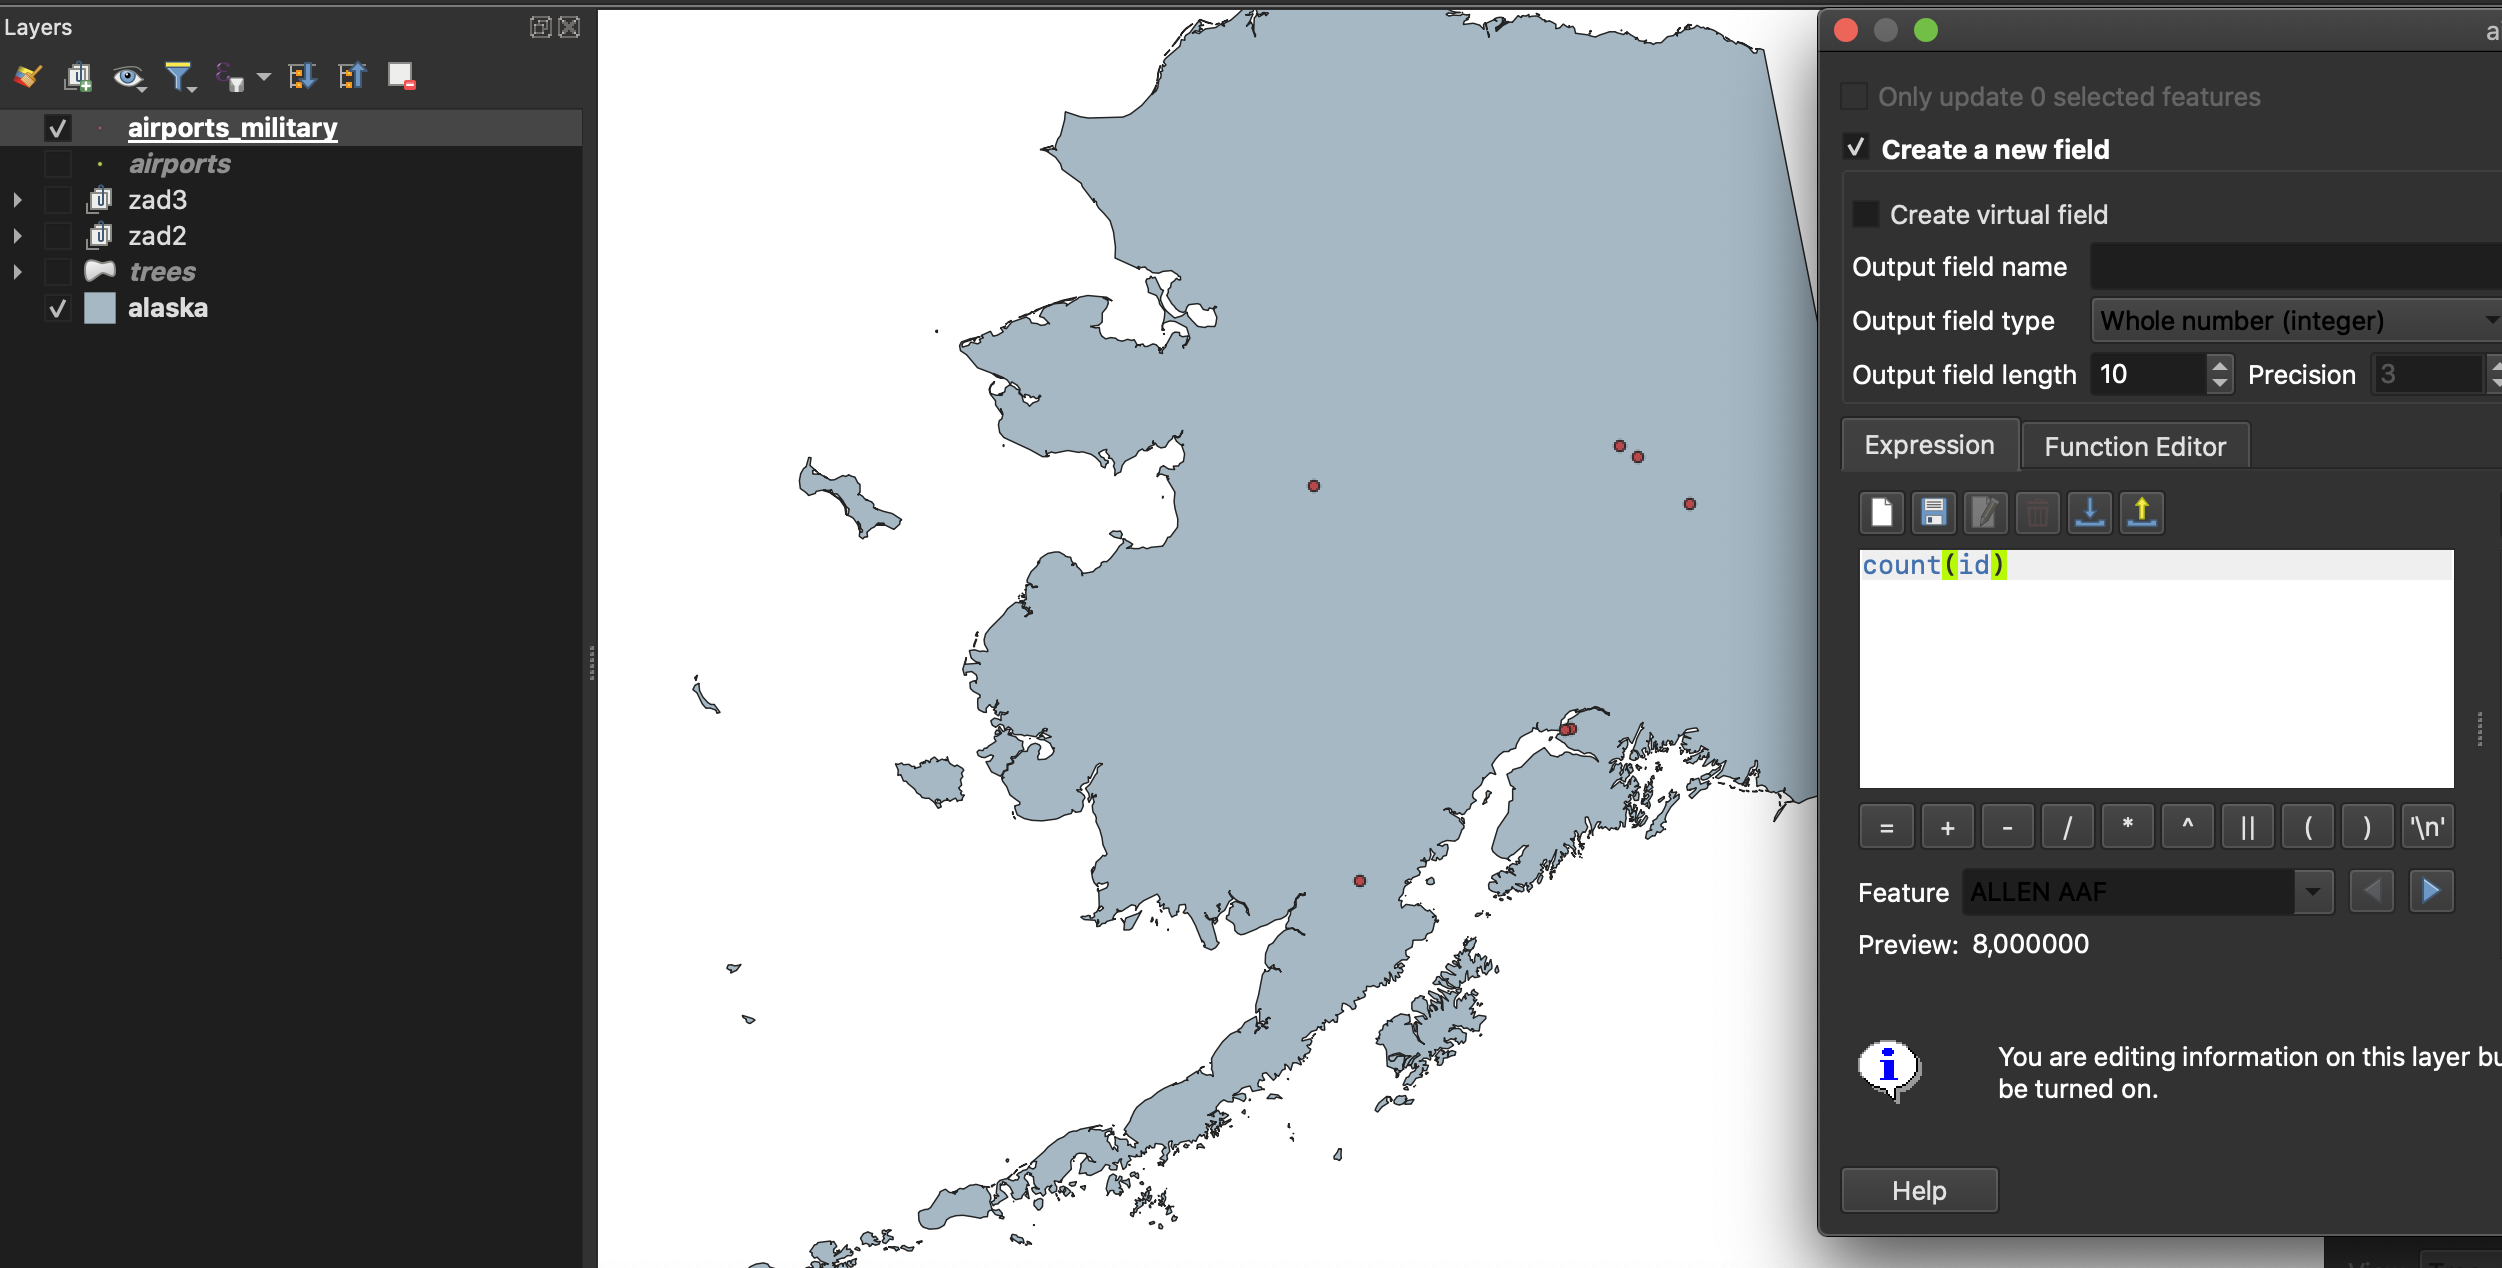 Layers
airports_military
airports
zad3
zad2
trees
alaska
Only update 0 selected features
Create a new field
Create virtual field
Output field name
Output field type Whole number (integer)
Output field length 10 Precision 3
Expression Function Editor
count(id)
= + - / * ^ || ( ) '\n'
Feature ALLEN AAF
Preview: 8,000000
You are editing information on this layer bu
be turned on.
Help